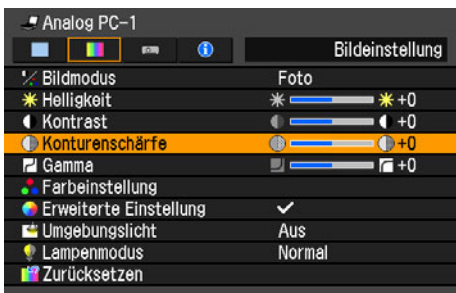 Analog PC-1
Bildeinstellung
Bildmodus Foto
Helligkeit +0
Kontrast +0
Konturenschärfe +0
Gamma +0
Farbeinstellung
Erweiterte Einstellung ✓
Umgebungslicht Aus
Lampenmodus Normal
Zurücksetzen